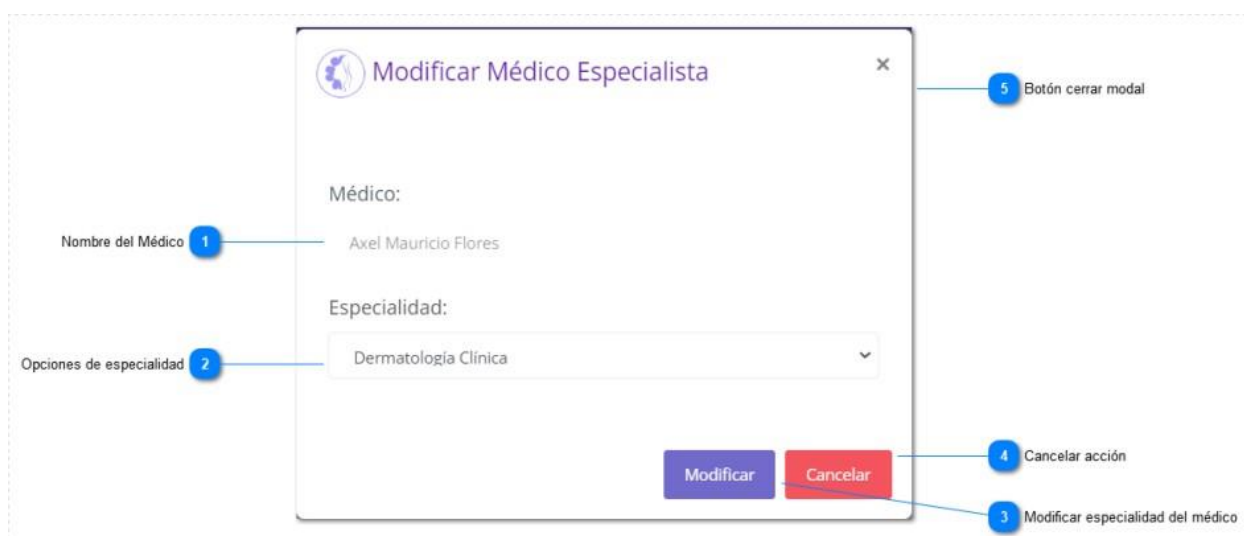 Modificar Médico Especialista
×
5 Botón cerrar modal
Médico:
Nombre del Médico 1
Axel Mauricio Flores
Especialidad:
Opciones de especialidad 2
Dermatología Clínica
Modificar
Cancelar
4 Cancelar acción
3 Modificar especialidad del médico